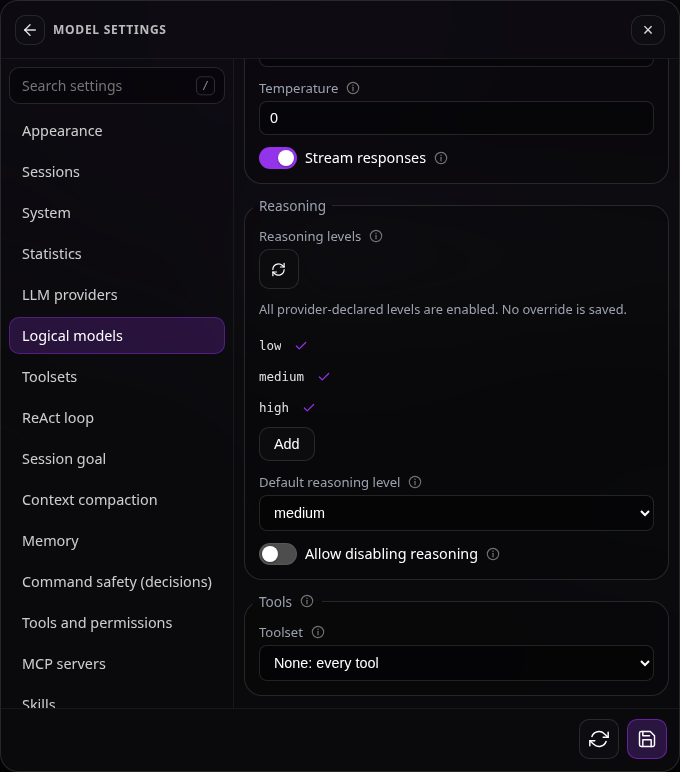 MODEL SETTINGS
Search settings /
Appearance
Sessions
System
Statistics
LLM providers
Logical models
Toolsets
ReAct loop
Session goal
Context compaction
Memory
Command safety (decisions)
Tools and permissions
MCP servers
Skills
Temperature
0
Stream responses
Reasoning
Reasoning levels
All provider-declared levels are enabled. No override is saved.
low
medium
high
Add
Default reasoning level
medium
Allow disabling reasoning
Tools
Toolset
None: every tool